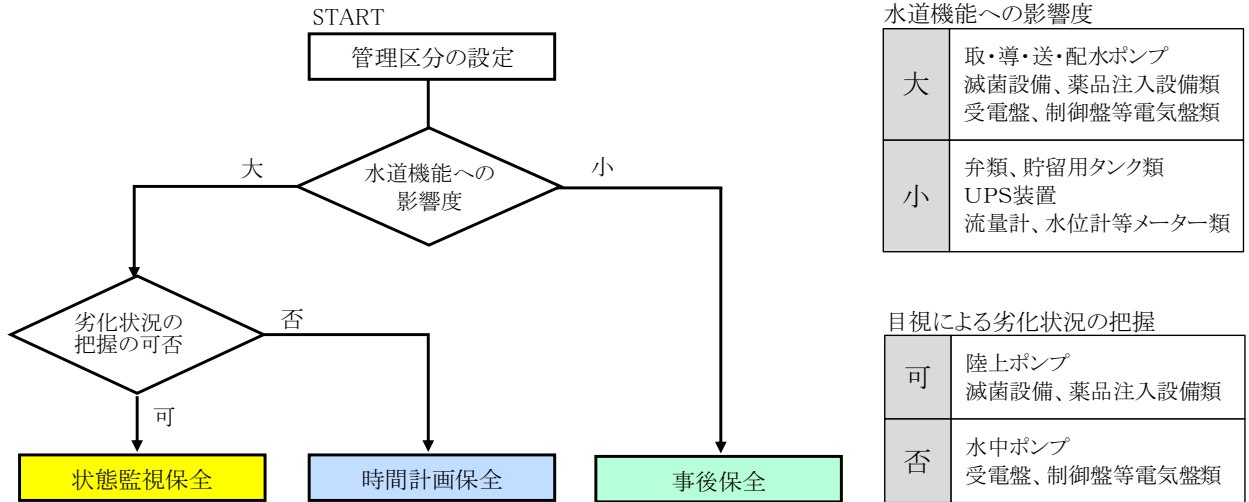 START
管理区分の設定
大
水道機能への
影響度
小
劣化状況の
把握の可否
否
可
状態監視保全
時間計画保全
事後保全
水道機能への影響度
大
取・導・送・配水ポンプ
滅菌設備、薬品注入設備類
受電盤、制御盤等電気盤類
小
弁類、貯留用タンク類
UPS装置
流量計、水位計等メーター類
目視による劣化状況の把握
可
陸上ポンプ
滅菌設備、薬品注入設備類
否
水中ポンプ
受電盤、制御盤等電気盤類